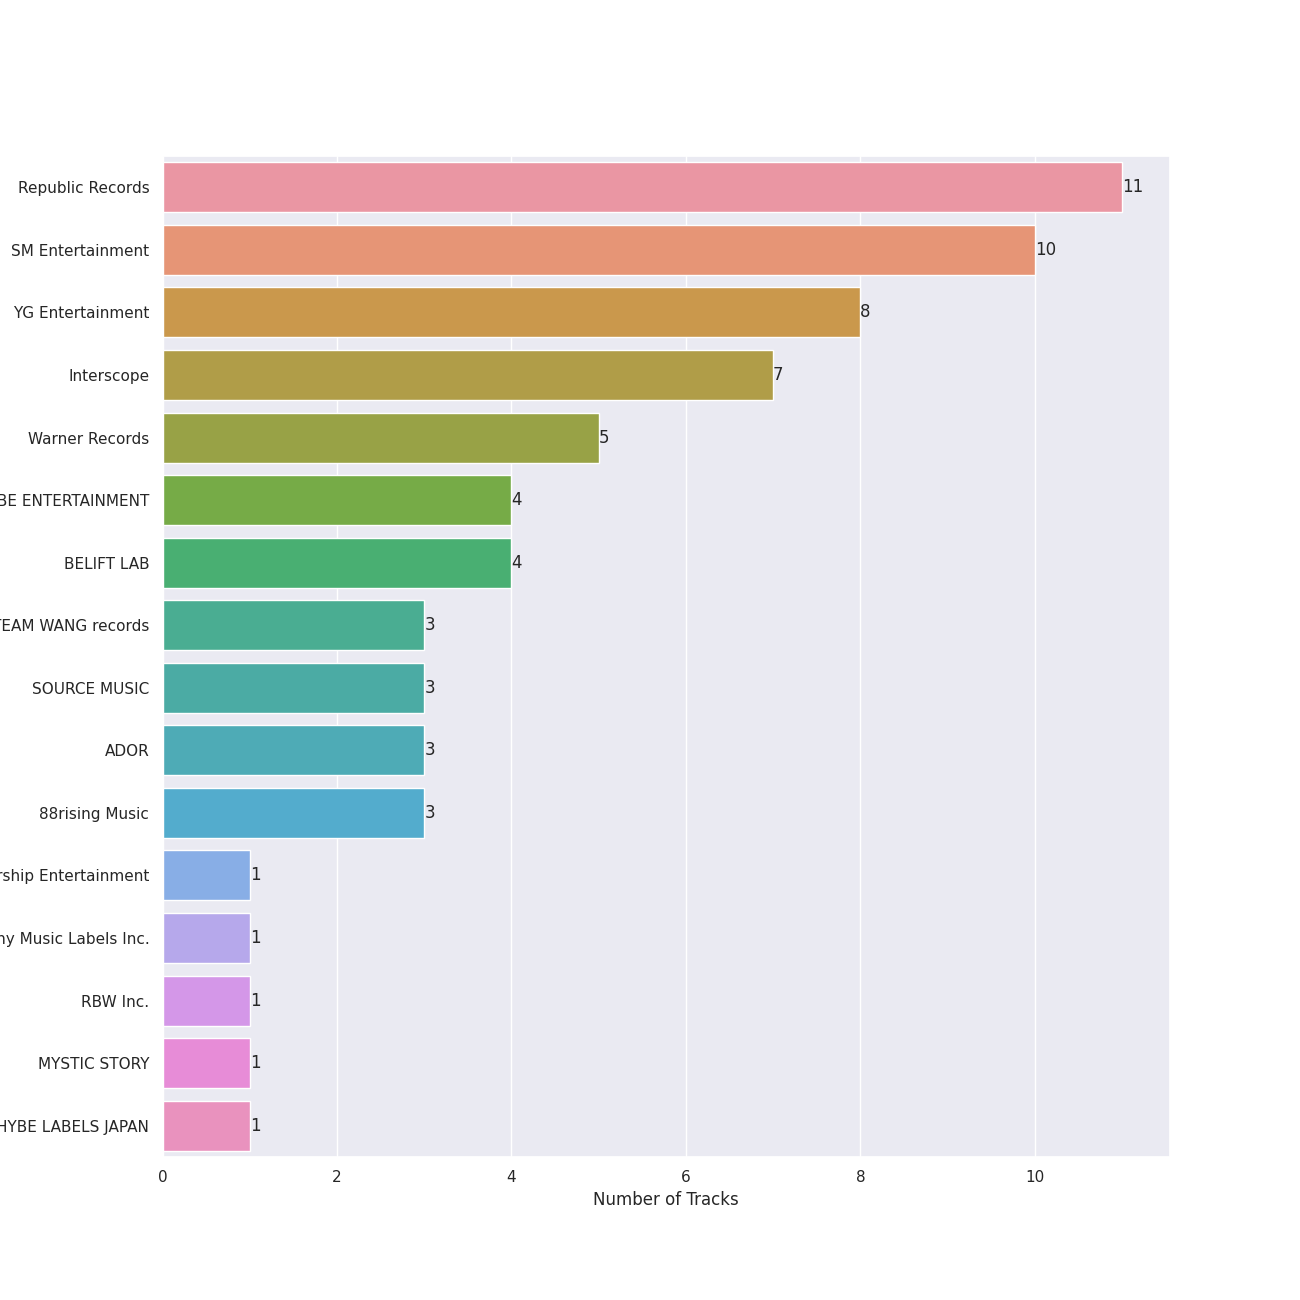 Republic Records 11
SM Entertainment 10
YG Entertainment 8
Interscope 7
Warner Records 5
BE ENTERTAINMENT 4
BELIFT LAB 4
TEAM WANG records 3
SOURCE MUSIC 3
ADOR 3
88rising Music 3
rship Entertainment 1
ny Music Labels Inc. 1
RBW Inc. 1
MYSTIC STORY 1
HYBE LABELS JAPAN 1
0 2 4 6 8 10
Number of Tracks